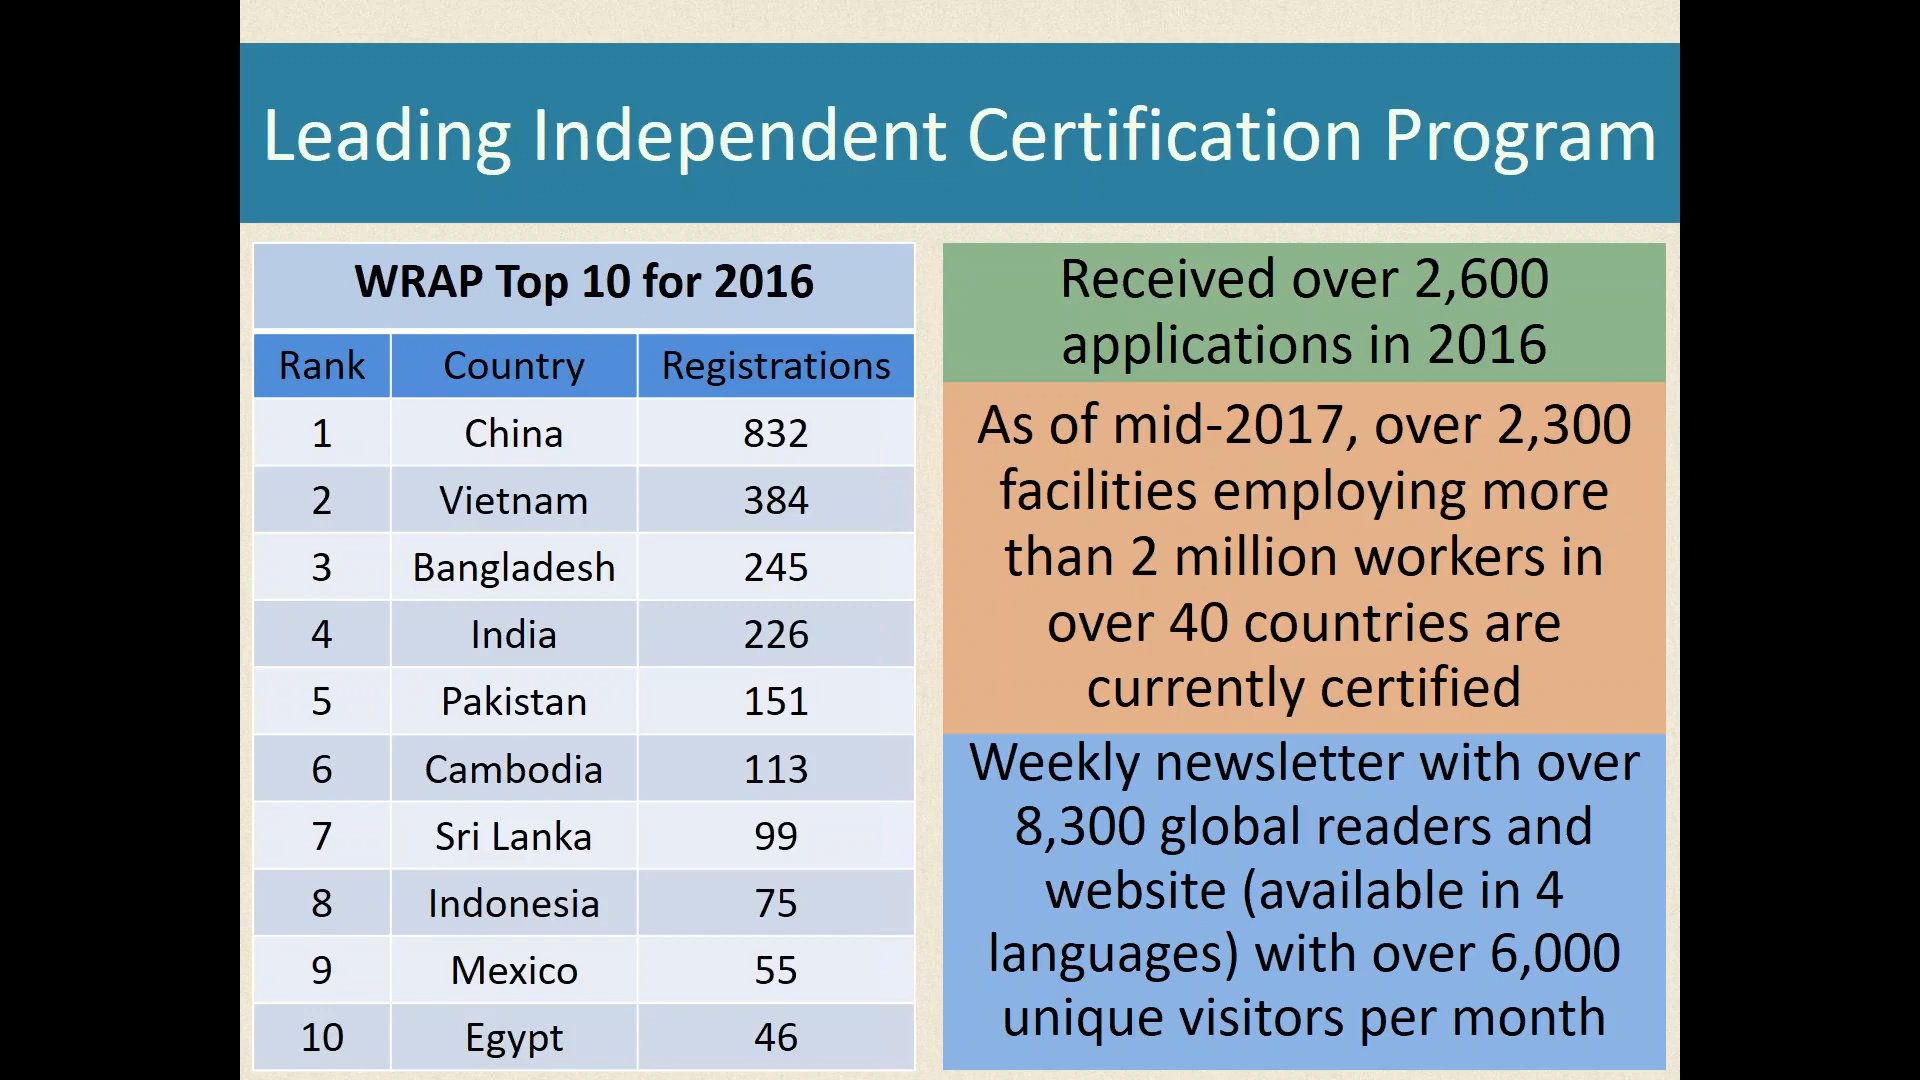 Leading Independent Certification Program
WRAP Top 10 for 2016
Rank Country Registrations
1 China 832
2 Vietnam 384
3 Bangladesh 245
4 India 226
5 Pakistan 151
6 Cambodia 113
7 Sri Lanka 99
8 Indonesia 75
9 Mexico 55
10 Egypt 46
Received over 2,600
applications in 2016
As of mid-2017, over 2,300
facilities employing more
than 2 million workers in
over 40 countries are
currently certified
Weekly newsletter with over
8,300 global readers and
website (available in 4
languages) with over 6,000
unique visitors per month